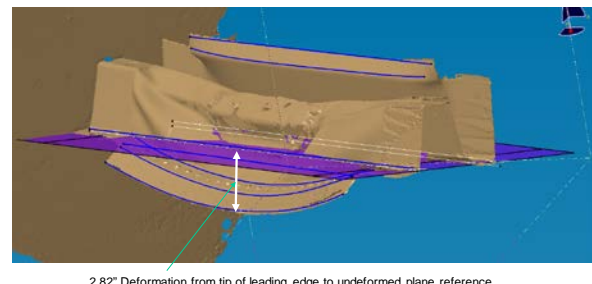 2.82" Deformation from tip of leading edge to undeformed plane reference